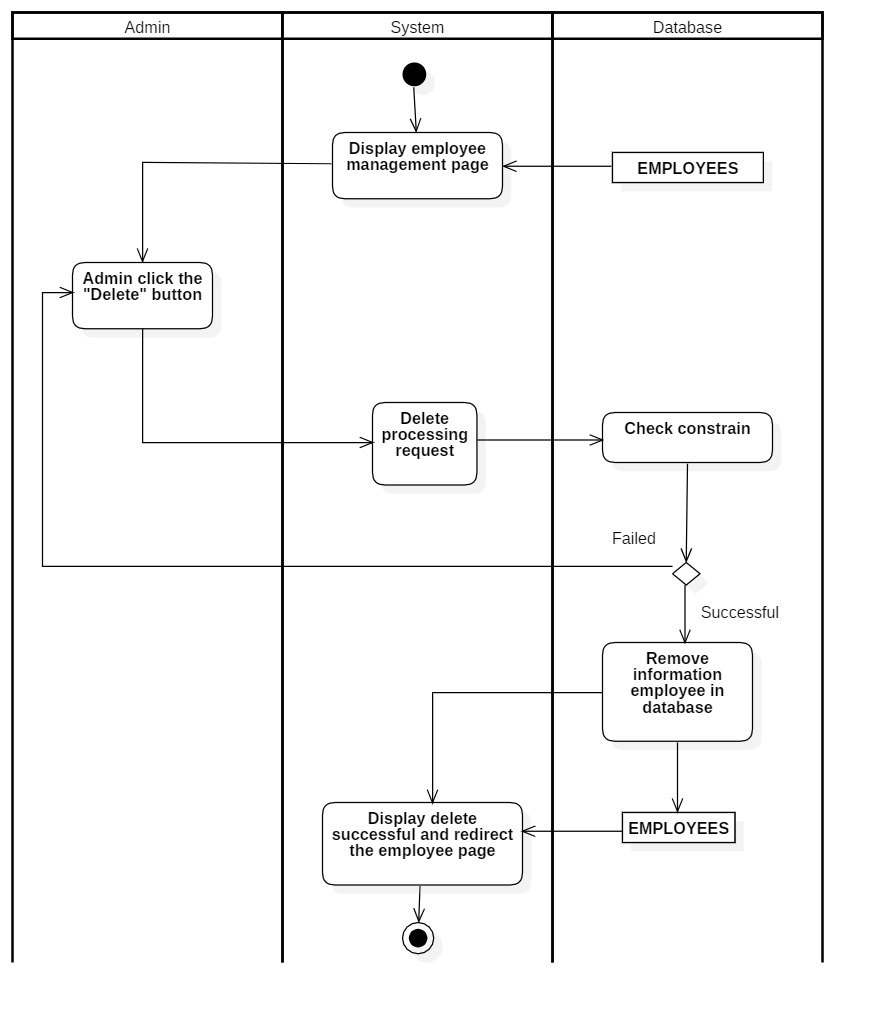 Admin
System
Database
Display employee
management page
EMPLOYEES
Admin click the
"Delete" button
Delete
processing
request
Check constrain
Failed
Successful
Remove
information
employee in
database
Display delete
successful and redirect
the employee page
EMPLOYEES